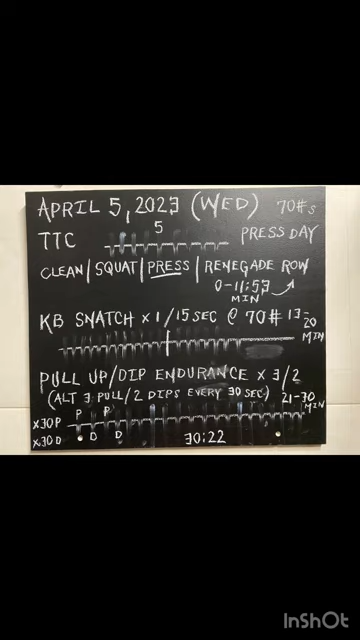 APRIL 5, 2023 (WED) 70#s
5
TTC PRESS DAY
CLEAN/SQUAT/PRESS/RENEGADE ROW
0-11:53
MIN
KB SNATCH x 1/15 SEC @ 70# 13-20
MIN
PULL UP/DIP ENDURANCE x 3/2
(ALT 3 PULL/2 DIPS EVERY 30 SEC) 21-30
MIN
P P
x30P
D D
x30D
30:22
InShOt